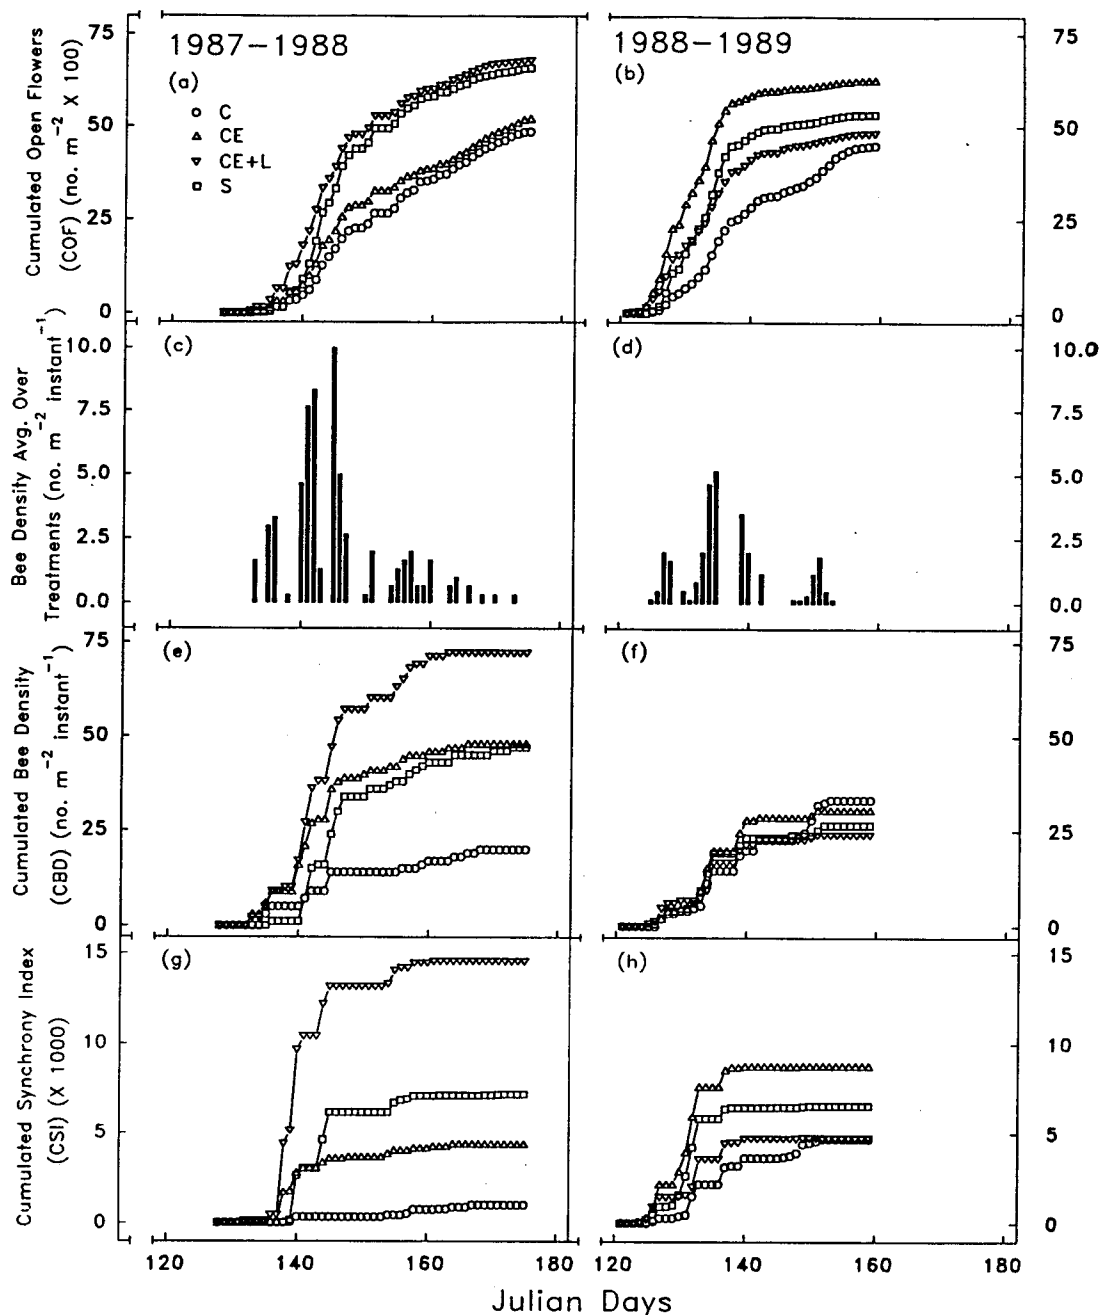 1987–1988
1988–1989
(a)
(b)
C
CE
CE+L
S
Cumulated Open Flowers
(COF) (no. m⁻² X 100)
75
50
25
0
75
50
25
0
(c)
(d)
Bee Density Avg. Over
Treatments (no. m⁻² instant⁻¹)
10.0
7.5
5.0
2.5
0.0
10.0
7.5
5.0
2.5
0.0
(e)
(f)
Cumulated Bee Density
(CBD) (no. m⁻² instant⁻¹)
75
50
25
0
75
50
25
0
(g)
(h)
Cumulated Synchrony Index
(CSI) (X 1000)
15
10
5
0
15
10
5
0
120 140 160 180 120 140 160 180
Julian Days